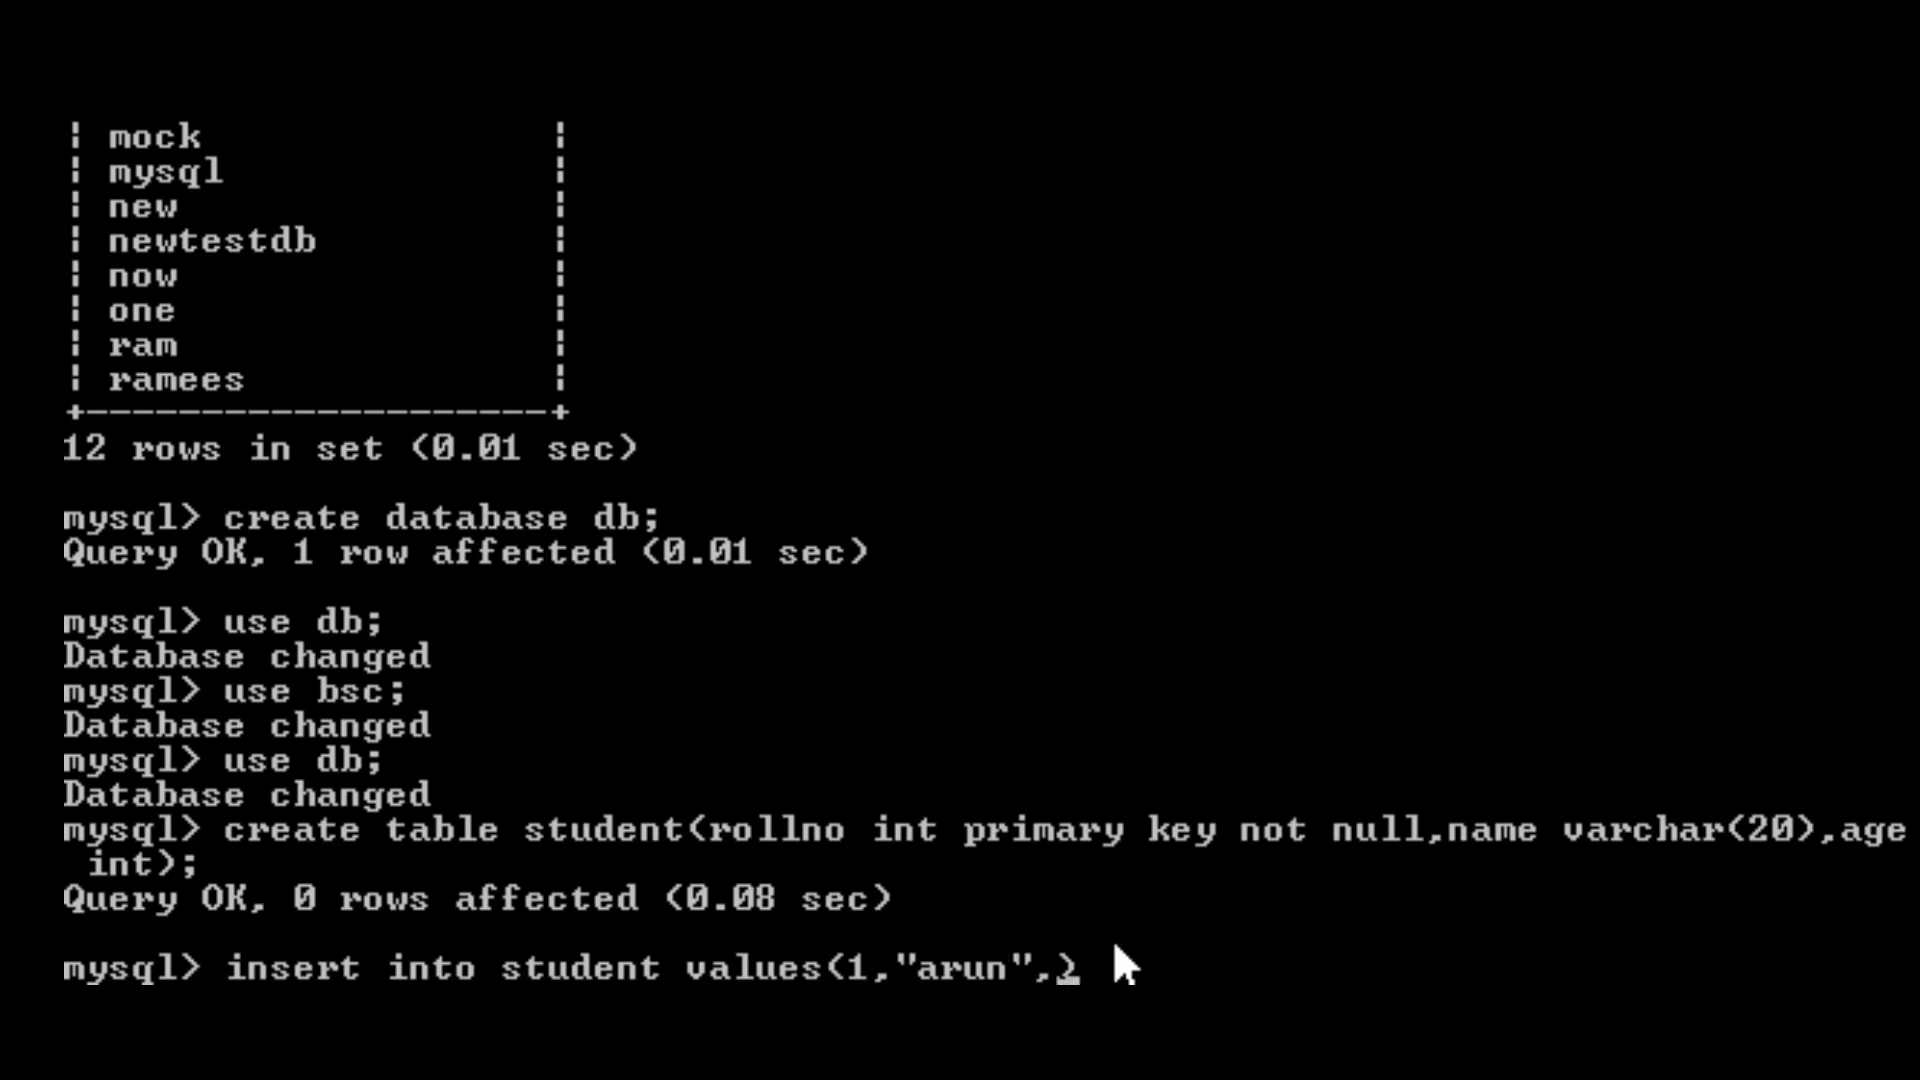 | mock |
| mysql |
| new |
| newtestdb |
| now |
| one |
| ram |
| ramees |
+--------------------+
12 rows in set (0.01 sec)
mysql> create database db;
Query OK, 1 row affected (0.01 sec)
mysql> use db;
Database changed
mysql> use bsc;
Database changed
mysql> use db;
Database changed
mysql> create table student(rollno int primary key not null,name varchar(20),age
 int);
Query OK, 0 rows affected (0.08 sec)
mysql> insert into student values(1,"arun",)